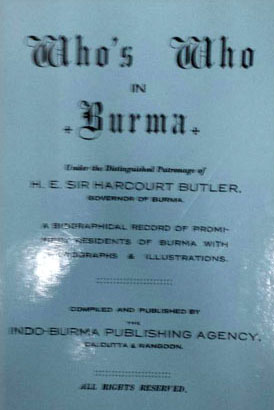 Who's Who
IN
Burma
Under the Distinguished Patronage of
H. E. SIR HARCOURT BUTLER,
GOVERNOR OF BURMA.
A BIOGRAPHICAL RECORD OF PROMI-
RESIDENTS OF BURMA WITH
& ILLUSTRATIONS.
COMPILED AND PUBLISHED BY
THE
INDO-BURMA PUBLISHING AGENCY,
CALCUTTA & RANGOON.
ALL RIGHTS RESERVED.